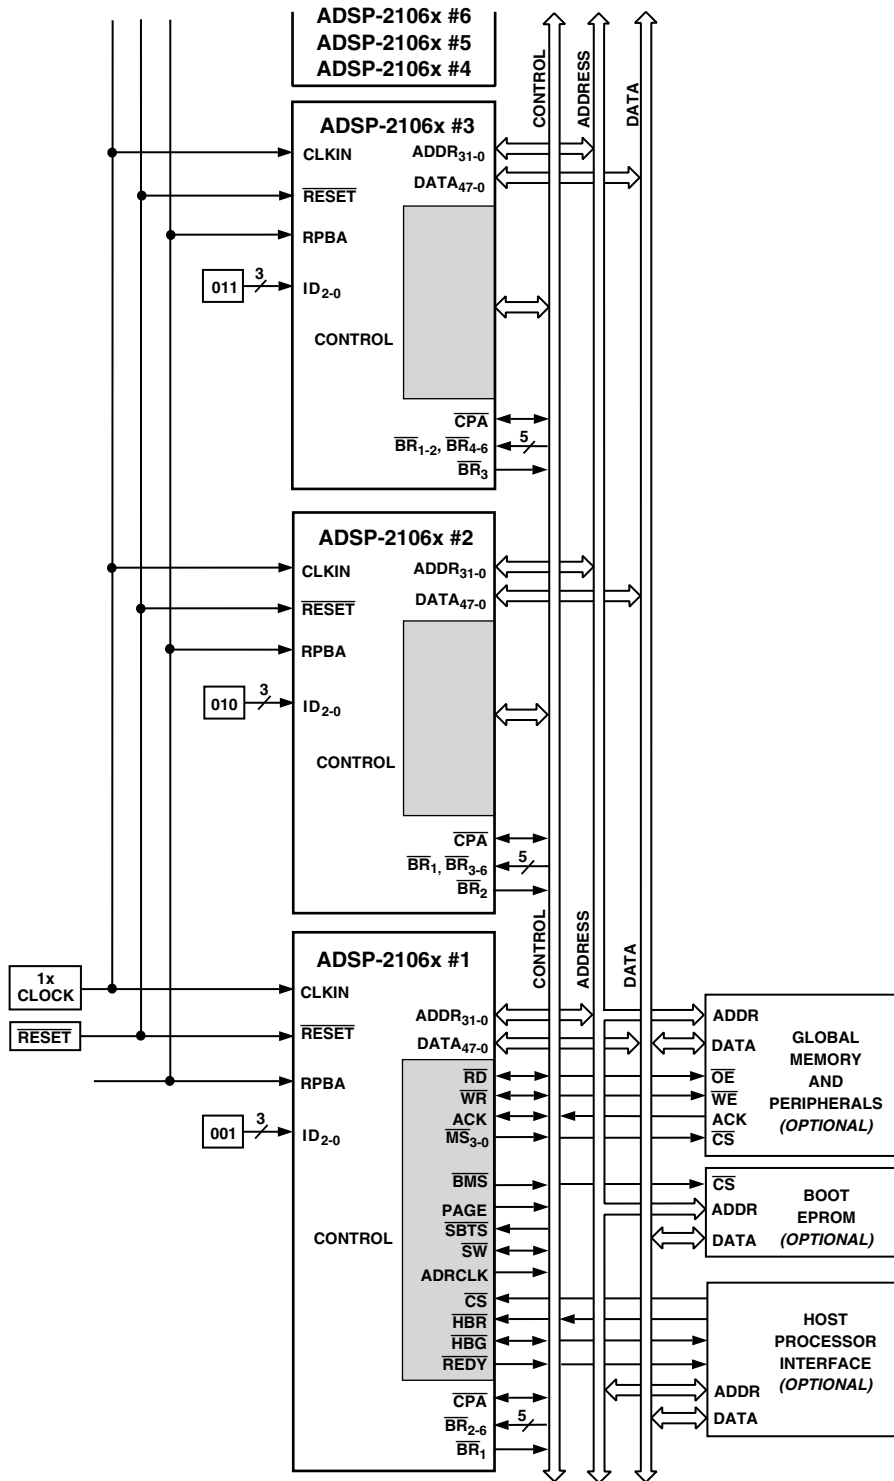 ADSP-2106x #6
ADSP-2106x #5
ADSP-2106x #4
CONTROL
ADDRESS
DATA
ADSP-2106x #3
CLKIN
ADDR31-0
DATA47-0
RESET
RPBA
011
3
ID2-0
CONTROL
CPA
BR1-2, BR4-6
5
BR3
ADSP-2106x #2
CLKIN
ADDR31-0
DATA47-0
RESET
RPBA
010
3
ID2-0
CONTROL
CPA
BR1, BR3-6
5
BR2
CONTROL
ADDRESS
DATA
ADSP-2106x #1
1x
CLOCK
CLKIN
RESET
RESET
ADDR31-0
DATA47-0
RPBA
001
3
ID2-0
CONTROL
RD
WR
ACK
MS3-0
BMS
PAGE
SBTS
SW
ADRCLK
CS
HBR
HBG
REDY
CPA
BR2-6
5
BR1
ADDR
DATA
OE
WE
ACK
CS
GLOBAL
MEMORY
AND
PERIPHERALS
(OPTIONAL)
CS
ADDR
DATA
BOOT
EPROM
(OPTIONAL)
HOST
PROCESSOR
INTERFACE
(OPTIONAL)
ADDR
DATA